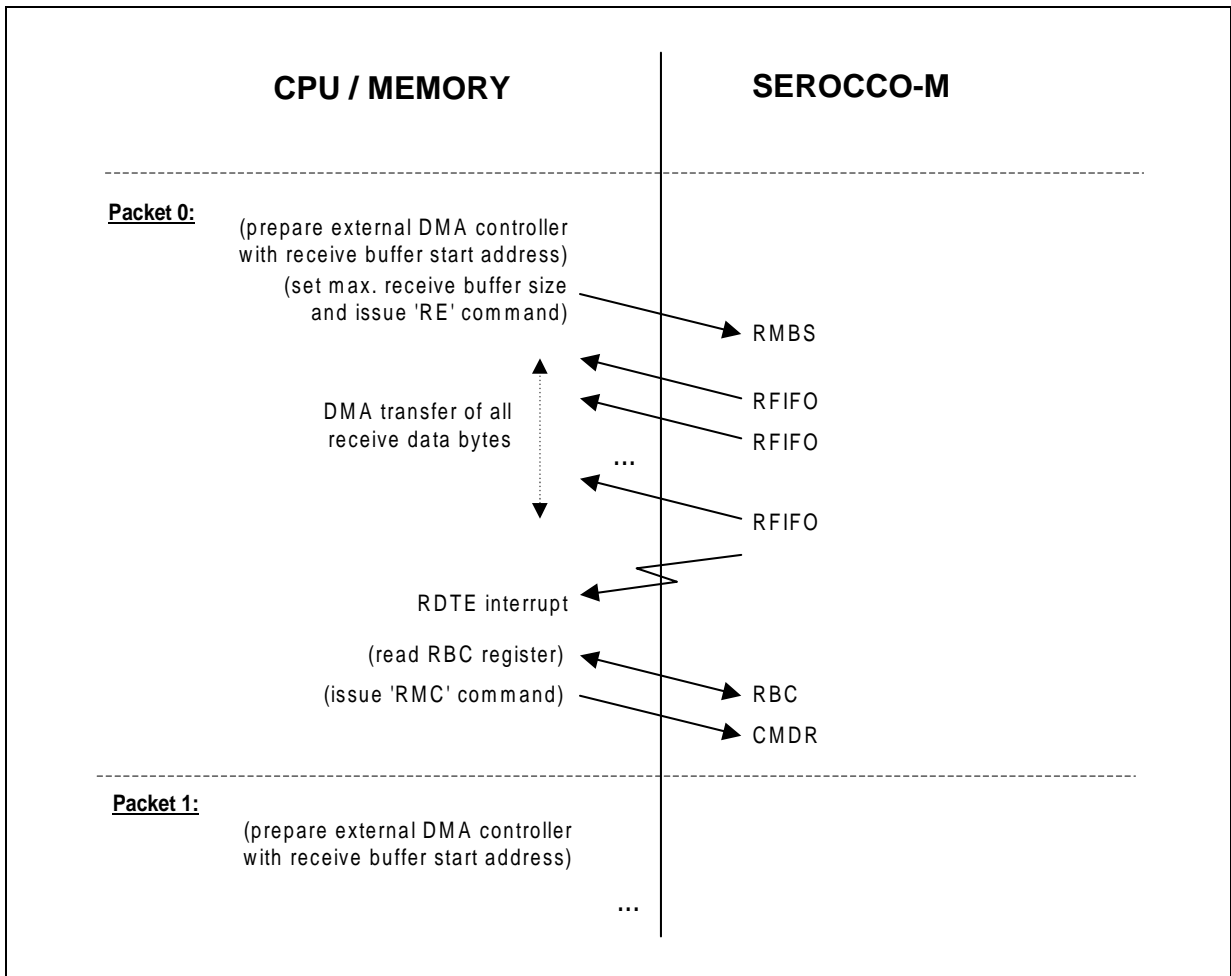 CPU / MEMORY
SEROCCO-M
Packet 0:
(prepare external DMA controller
with receive buffer start address)
(set max. receive buffer size
and issue 'RE' command)
RMBS
RFIFO
DMA transfer of all
receive data bytes
RFIFO
...
RFIFO
RDTE interrupt
(read RBC register)
(issue 'RMC' command)
RBC
CMDR
Packet 1:
(prepare external DMA controller
with receive buffer start address)
...